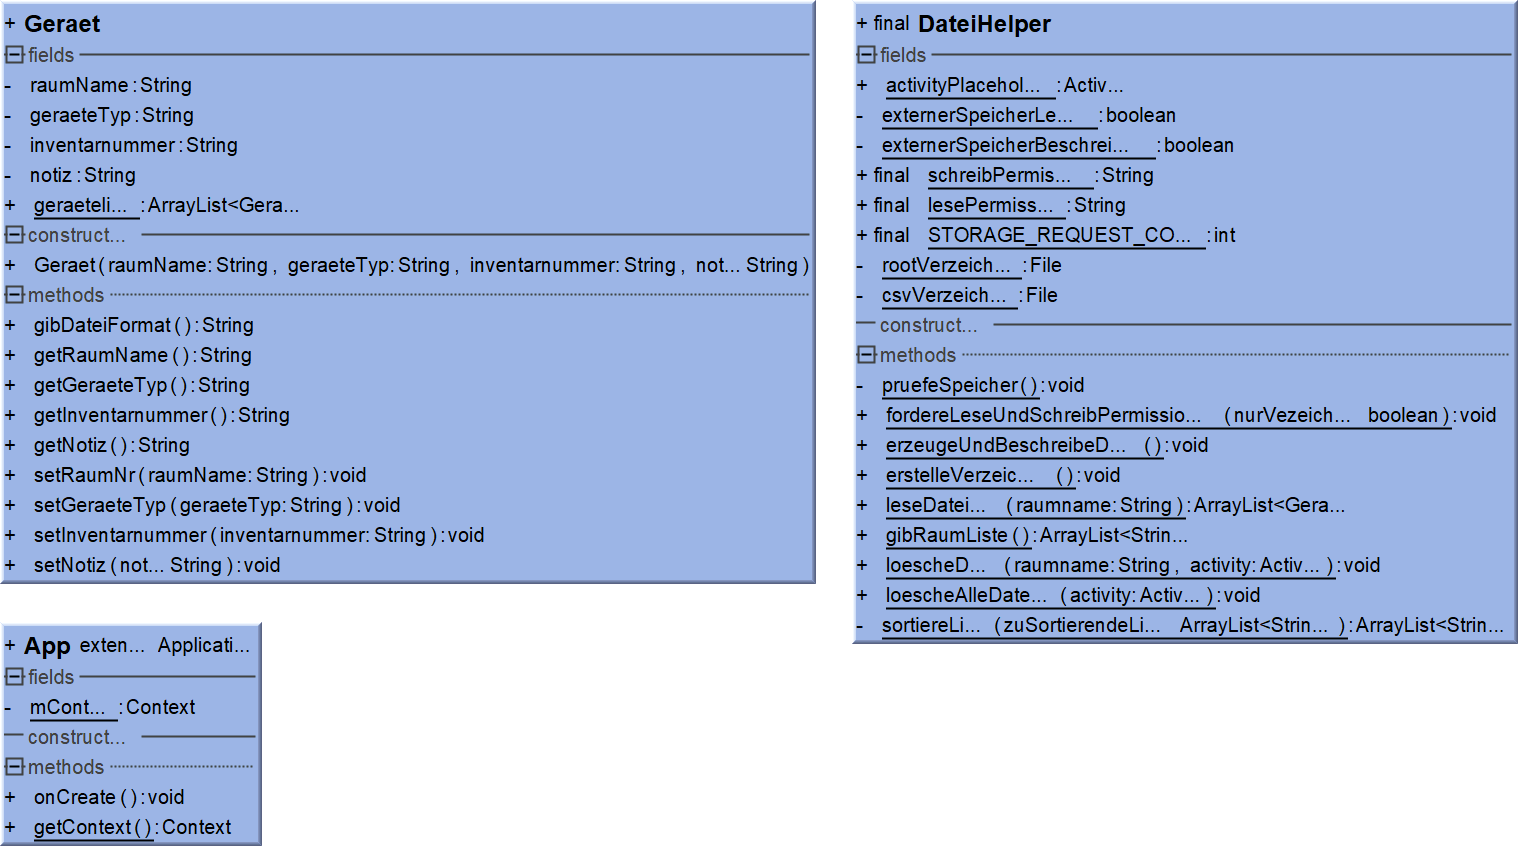 + Geraet
fields
- raumName : String
- geraeteTyp : String
- inventarnummer : String
- notiz : String
+ geraeteli... : ArrayList<Gera...
construct...
+ Geraet ( raumName: String , geraeteTyp: String , inventarnummer: String , not... String )
methods
+ gibDateiFormat ( ) : String
+ getRaumName ( ) : String
+ getGeraeteTyp ( ) : String
+ getInventarnummer ( ) : String
+ getNotiz ( ) : String
+ setRaumNr ( raumName: String ) : void
+ setGeraeteTyp ( geraeteTyp: String ) : void
+ setInventarnummer ( inventarnummer: String ) : void
+ setNotiz ( not... String ) : void
+ App exten... Applicati...
fields
- mCont... : Context
construct...
methods
+ onCreate ( ) : void
+ getContext ( ) : Context
+ final DateiHelper
fields
+ activityPlacehol... : Activ...
- externerSpeicherLe... : boolean
- externerSpeicherBeschrei... : boolean
+ final schreibPermis... : String
+ final lesePermiss... : String
+ final STORAGE_REQUEST_CO... : int
- rootVerzeich... : File
- csvVerzeich... : File
construct...
methods
- pruefeSpeicher ( ) : void
+ fordereLeseUndSchreibPermissio... ( nurVezeich... boolean ) : void
+ erzeugeUndBeschreibeD... ( ) : void
+ erstelleVerzeic... ( ) : void
+ leseDatei... ( raumname: String ) : ArrayList<Gera...
+ gibRaumListe ( ) : ArrayList<Strin...
+ loescheD... ( raumname: String , activity: Activ... ) : void
+ loescheAlleDate... ( activity: Activ... ) : void
- sortiereLi... ( zuSortierendeLi... ArrayList<Strin... ) : ArrayList<Strin...